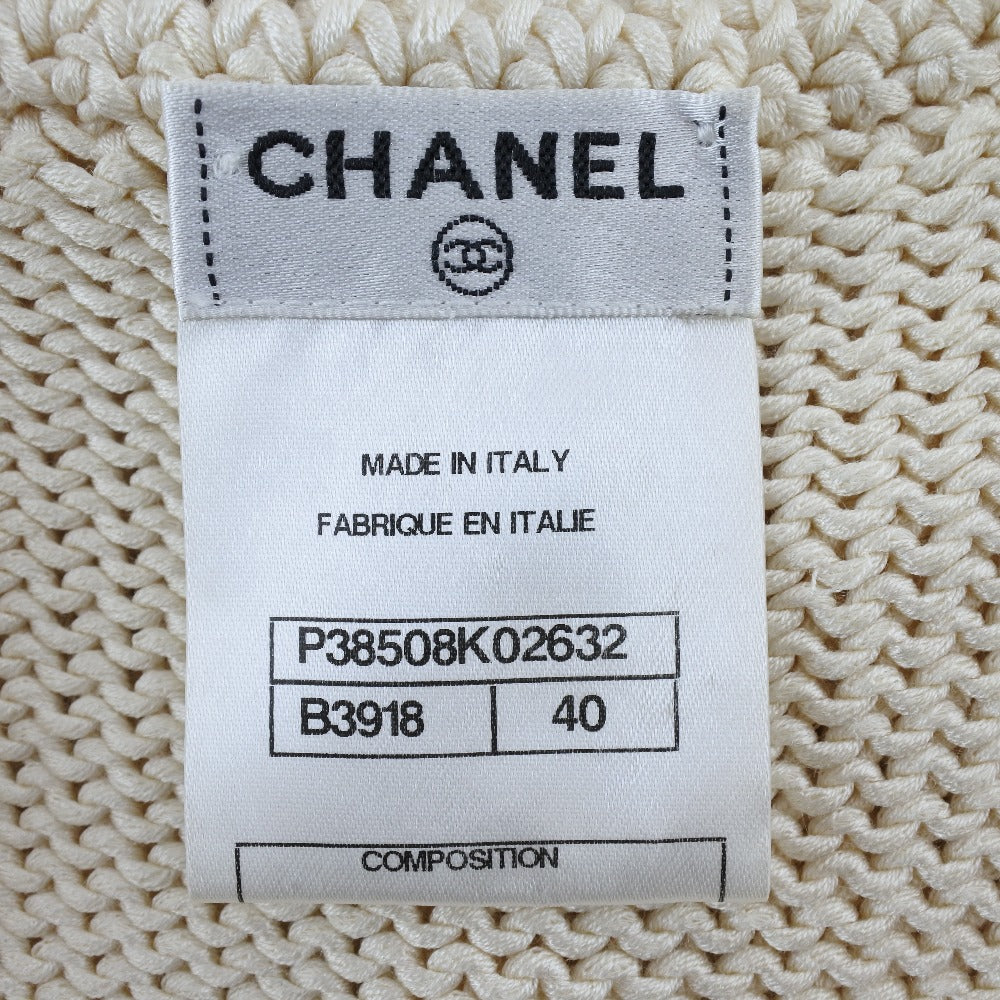 CHANEL
MADE IN ITALY
FABRIQUE EN ITALIE
P38508K02632
B3918 40
COMPOSITION